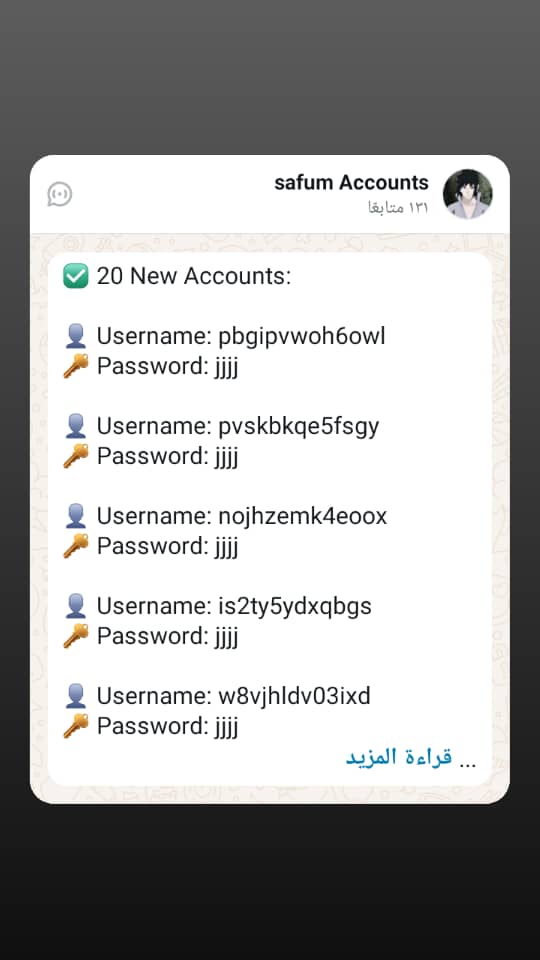 safum Accounts
١٣١ متابعًا
✅ 20 New Accounts:
👤 Username: pbgipvwoh6owl
🔑 Password: jjjj
👤 Username: pvskbkqe5fsgy
🔑 Password: jjjj
👤 Username: nojhzemk4eoox
🔑 Password: jjjj
👤 Username: is2ty5ydxqbgs
🔑 Password: jjjj
👤 Username: w8vjhldv03ixd
🔑 Password: jjjj
... قراءة المزيد